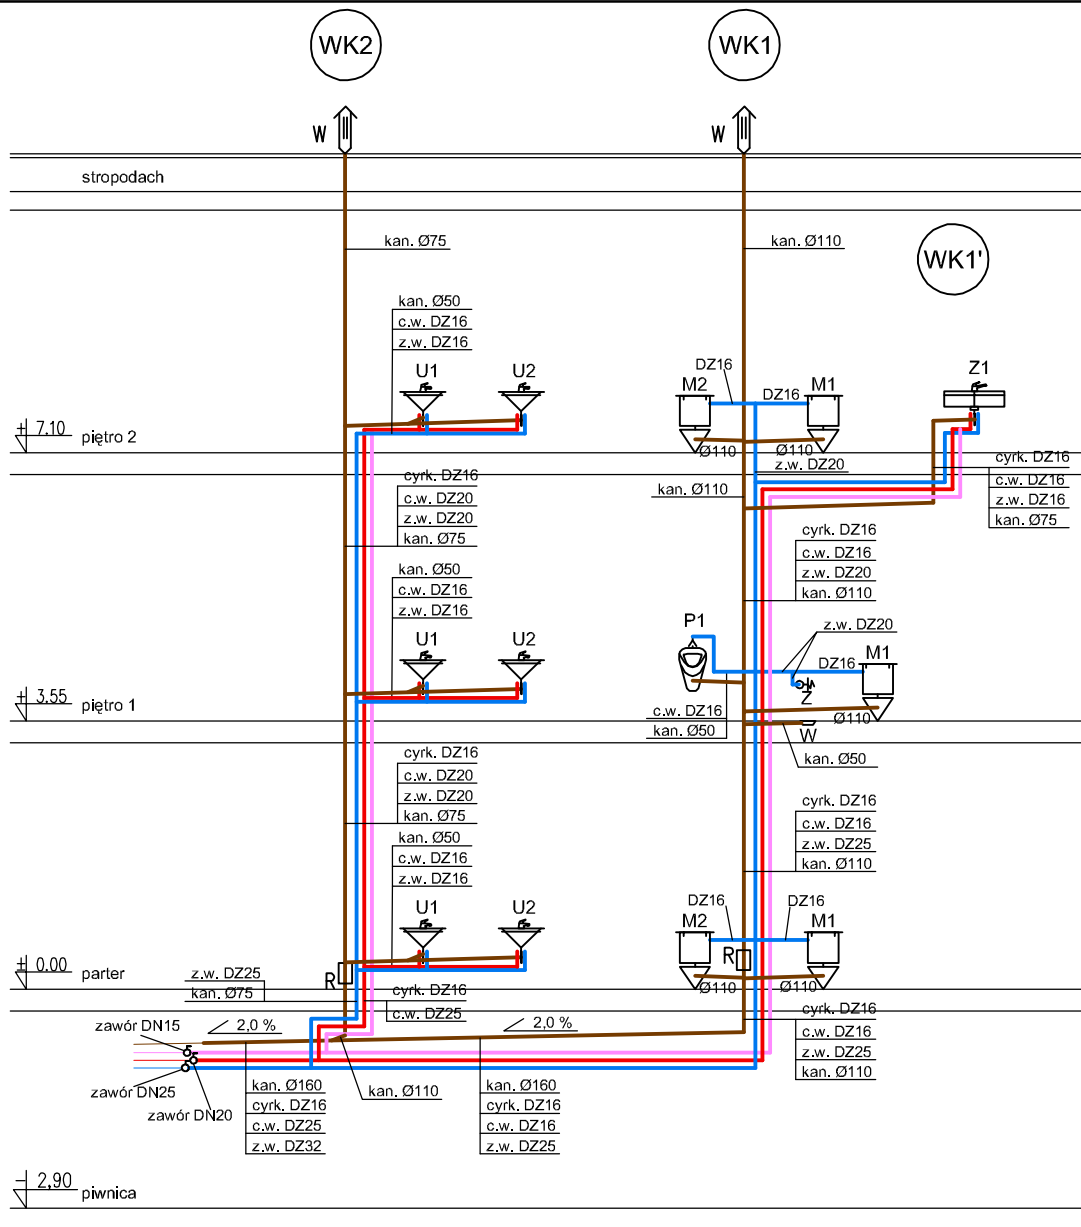 WK2
WK1
W
W
stropodach
kan. Ø75
kan. Ø110
WK1'
kan. Ø50
c.w. DZ16
z.w. DZ16
U1
U2
DZ16
M2
DZ16
M1
Z1
± 7.10
piętro 2
Ø110
Ø110
z.w. DZ20
cyrk. DZ16
c.w. DZ16
z.w. DZ16
kan. Ø75
cyrk. DZ16
c.w. DZ20
z.w. DZ20
kan. Ø75
kan. Ø110
cyrk. DZ16
c.w. DZ16
z.w. DZ20
kan. Ø110
kan. Ø50
c.w. DZ16
z.w. DZ16
U1
U2
P1
z.w. DZ20
DZ16
M1
Z
± 3.55
piętro 1
c.w. DZ16
kan. Ø50
Ø110
W
kan. Ø50
cyrk. DZ16
c.w. DZ20
z.w. DZ20
kan. Ø75
cyrk. DZ16
c.w. DZ16
z.w. DZ25
kan. Ø110
kan. Ø50
c.w. DZ16
z.w. DZ16
U1
U2
DZ16
DZ16
M2
M1
R
R
± 0.00
parter
Ø110
Ø110
z.w. DZ25
kan. Ø75
cyrk. DZ16
c.w. DZ25
cyrk. DZ16
c.w. DZ16
z.w. DZ25
kan. Ø110
zawór DN15
2,0 %
2,0 %
zawór DN25
zawór DN20
kan. Ø160
cyrk. DZ16
c.w. DZ25
z.w. DZ32
kan. Ø110
kan. Ø160
cyrk. DZ16
c.w. DZ16
z.w. DZ25
- 2,90
piwnica